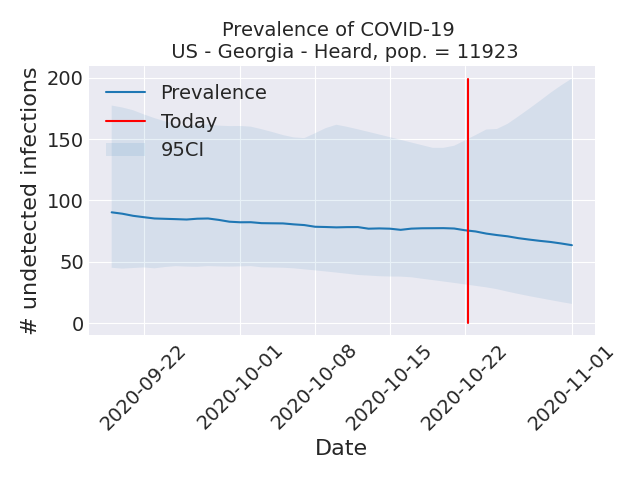 Prevalence of COVID-19
US - Georgia - Heard, pop. = 11923
# undetected infections
200
150
100
50
0
Prevalence
Today
95CI
2020-09-22
2020-10-01
2020-10-08
2020-10-15
2020-10-22
2020-11-01
Date